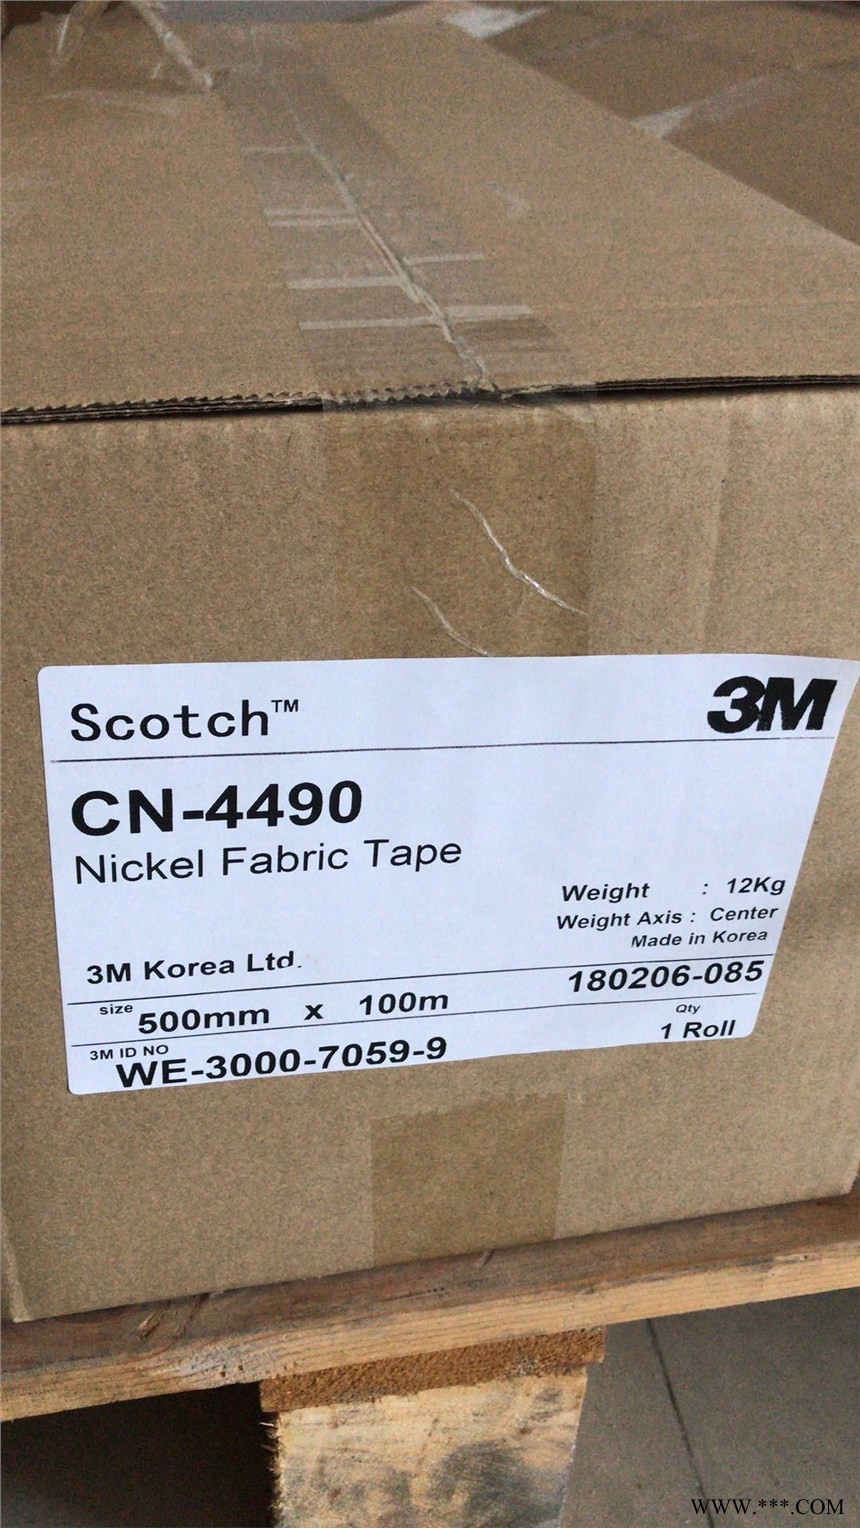 Scotch™
3M
CN-4490
Nickel Fabric Tape
Weight : 12Kg
Weight Axis : Center
Made in Korea
3M Korea Ltd.
180206-085
size 500mm x 100m
Qty
1 Roll
3M ID NO
WE-3000-7059-9
WWW.***.COM